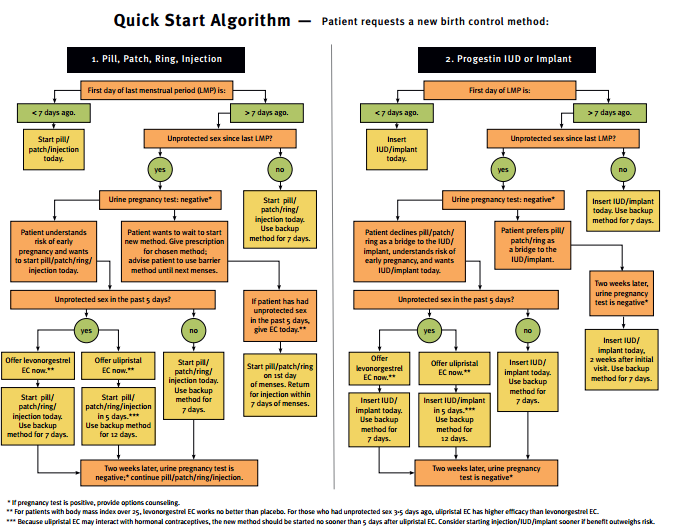 Quick Start Algorithm — Patient requests a new birth control method:
1. Pill, Patch, Ring, Injection
First day of last menstrual period (LMP) is:
< 7 days ago.
> 7 days ago.
Start pill/
patch/injection
today.
Unprotected sex since last LMP?
yes
no
Urine pregnancy test: negative*
Start pill/
patch/ring/
injection today.
Use backup
method for 7 days.
Patient understands
risk of early
pregnancy and wants
to start pill/patch/ring/
injection today.
Patient wants to wait to start
new method. Give prescription
for chosen method;
advise patient to use barrier
method until next menses.
Unprotected sex in the past 5 days?
If patient has had
unprotected sex
in the past 5 days,
give EC today.**
yes
no
Offer levonorgestrel
EC now.**
Offer ulipristal
EC now.**
Start pill/
patch/ring/
injection today.
Use backup
method for
7 days.
Start pill/patch/ring
on 1st day
of menses. Return
for injection within
7 days of menses.
Start pill/
patch/ring/
injection today.
Use backup
method for 7 days.
Start pill/
patch/ring/injection
in 5 days.***
Use backup method
for 12 days.
Two weeks later, urine pregnancy test is
negative;* continue pill/patch/ring/injection.
2. Progestin IUD or Implant
First day of LMP is:
< 7 days ago.
> 7 days ago.
Insert
IUD/implant
today.
Unprotected sex since last LMP?
yes
no
Urine pregnancy test: negative*
Insert IUD/implant
today. Use backup
method for 7 days.
Patient declines pill/patch/
ring as a bridge to the IUD/
implant, understands risk of
early pregnancy, and wants
IUD/implant today.
Patient prefers pill/
patch/ring as
a bridge to the
IUD/implant.
Two weeks later,
urine pregnancy
test is negative*
Unprotected sex in the past 5 days?
yes
no
Offer
levonorgestrel
EC now.**
Offer ulipristal
EC now.**
Insert IUD/
implant today.
Use backup
method for
7 days.
Insert IUD/
implant today,
2 weeks after initial
visit. Use backup
method for 7 days.
Insert IUD/
implant today.
Use backup
method for
7 days.
Insert IUD/implant
in 5 days.***
Use backup
method for
12 days.
Two weeks later, urine pregnancy
test is negative*
* If pregnancy test is positive, provide options counseling.
** For patients with body mass index over 25, levonorgestrel EC works no better than placebo. For those who had unprotected sex 3-5 days ago, ulipristal EC has higher efficacy than levonorgestrel EC.
*** Because ulipristal EC may interact with hormonal contraceptives, the new method should be started no sooner than 5 days after ulipristal EC. Consider starting injection/IUD/implant sooner if benefit outweighs risk.